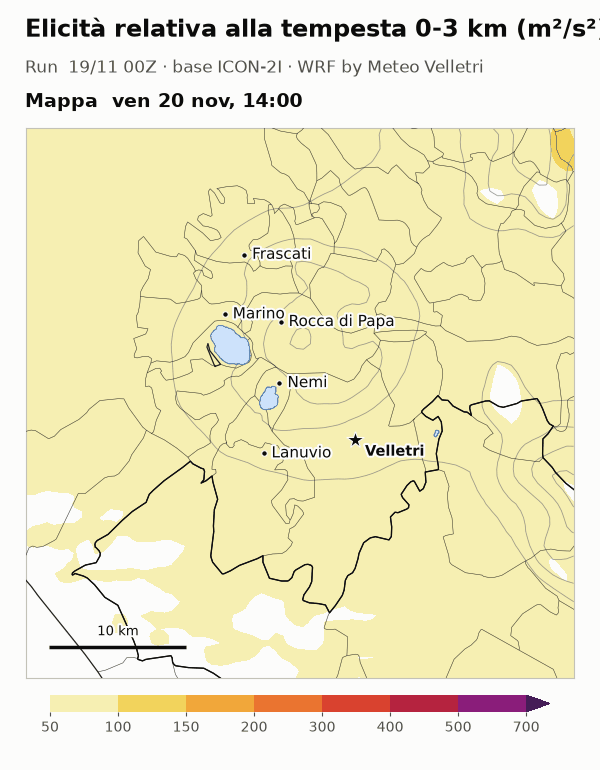 Elicità relativa alla tempesta 0-3 km (m²/s²)
Run  19/11 00Z · base ICON-2I · WRF by Meteo Velletri
Mappa  ven 20 nov, 14:00
Frascati
Marino
Rocca di Papa
Nemi
Velletri
Lanuvio
10 km
50 100 150 200 300 400 500 700